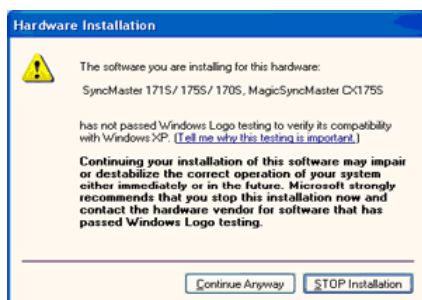 Hardware Installation
The software you are installing for this hardware:
SyncMaster 171S/ 175S/ 170S, MagicSyncMaster CX175S
has not passed Windows Logo testing to verify its compatibility
with Windows XP. (Tell me why this testing is important.)
Continuing your installation of this software may impair
or destabilize the correct operation of your system
either immediately or in the future. Microsoft strongly
recommends that you stop this installation now and
contact the hardware vendor for software that has
passed Windows Logo testing.
Continue Anyway STOP Installation